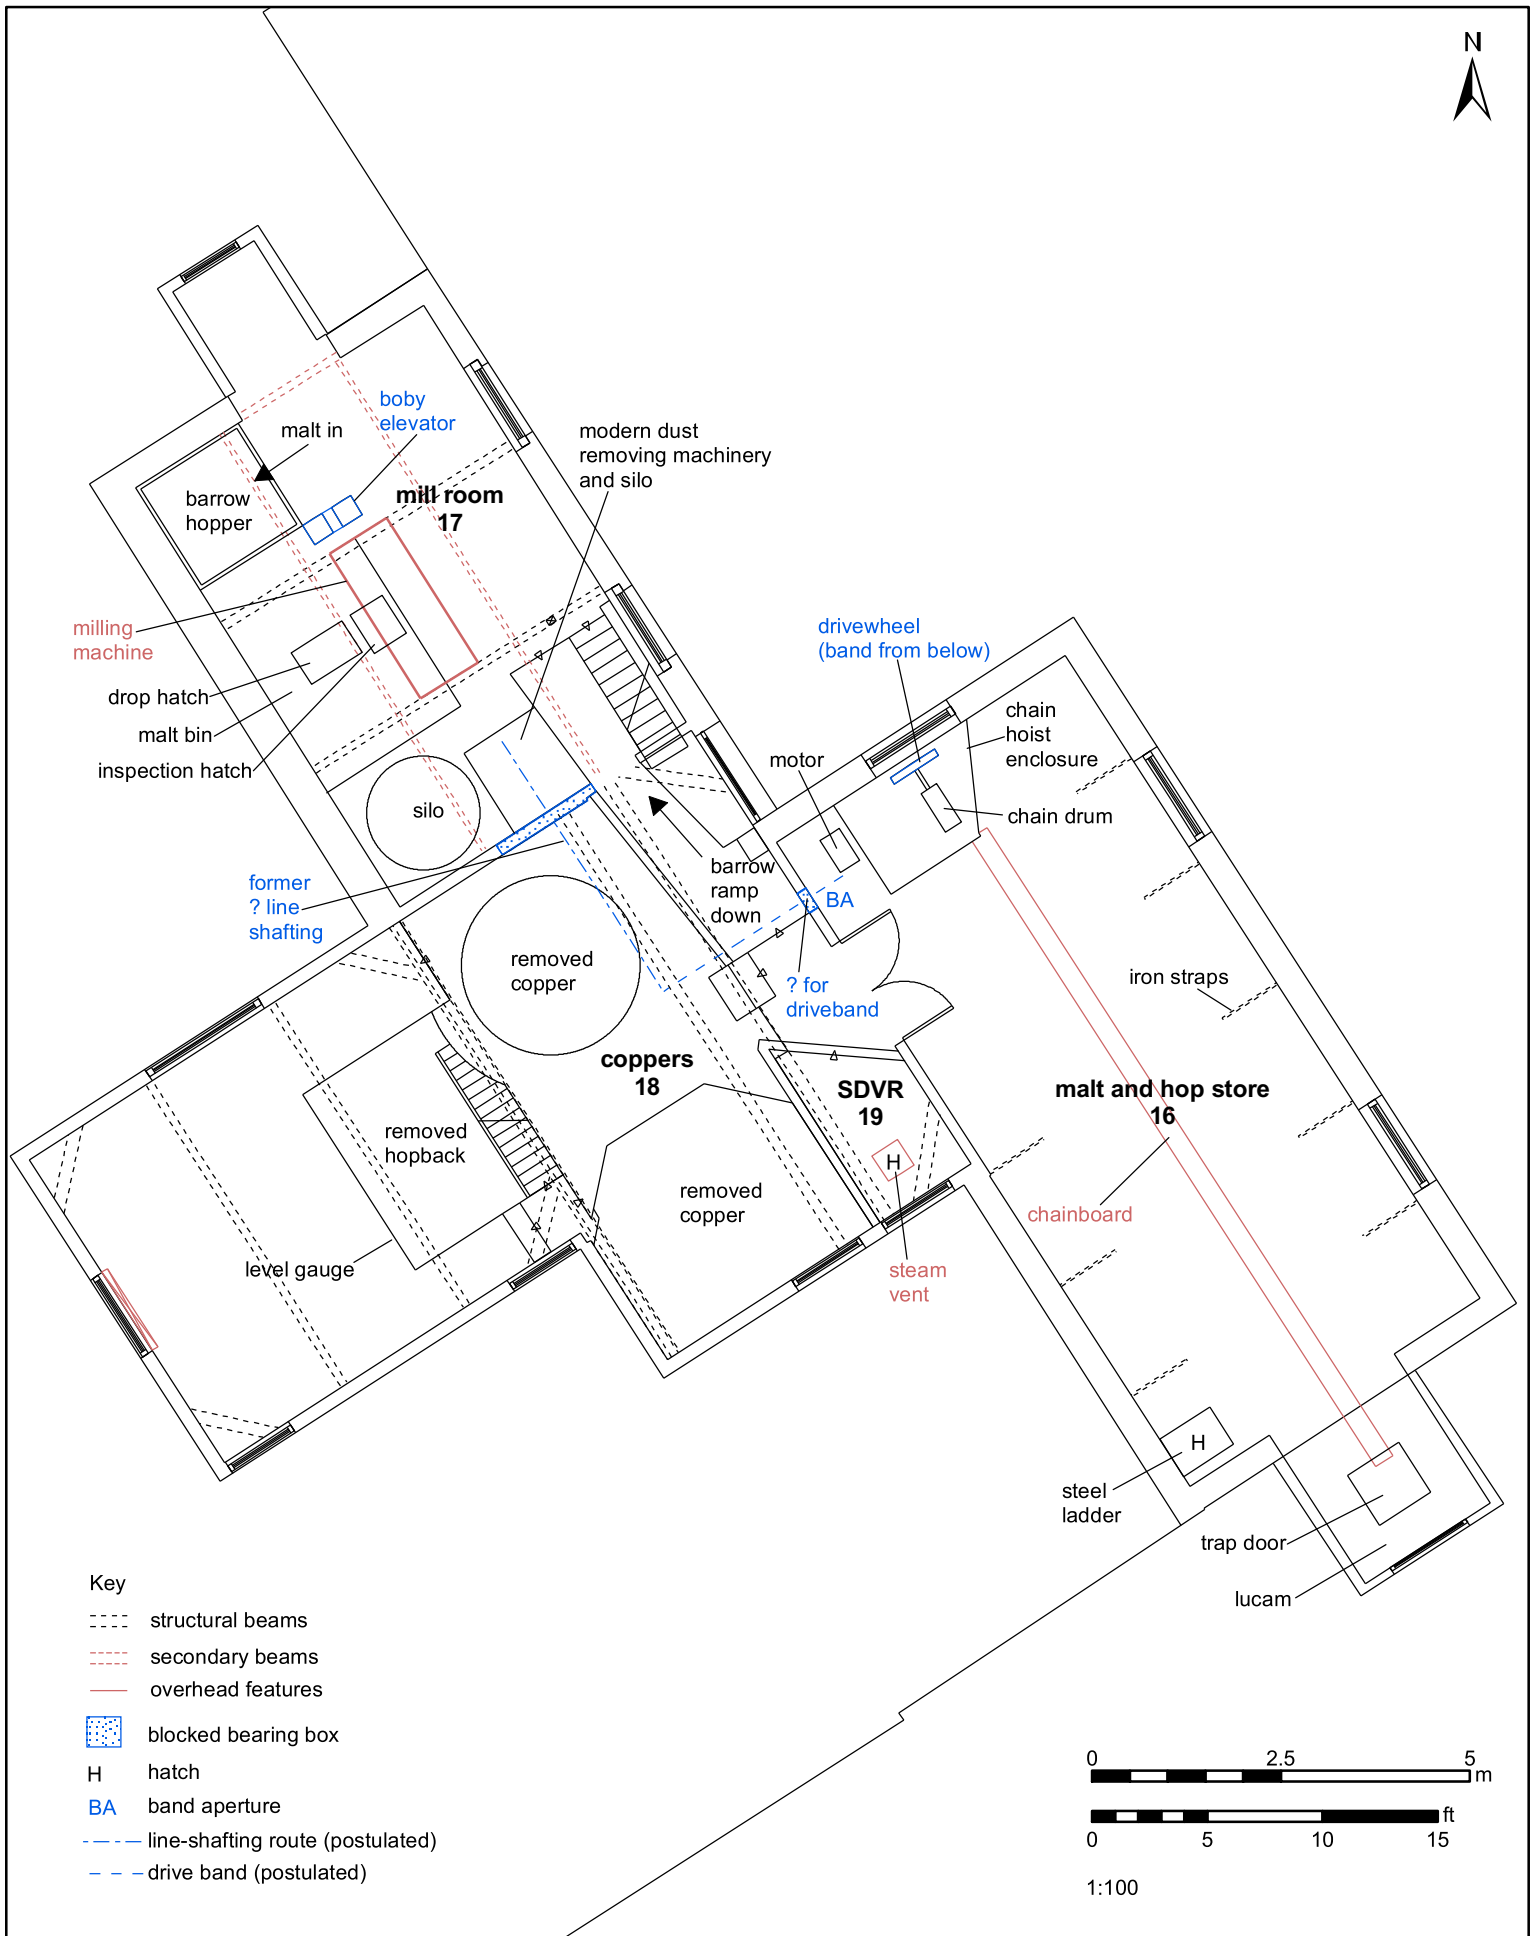 N
boby
elevator
malt in
modern dust
removing machinery
and silo
barrow
hopper
mill room
17
milling
machine
drivewheel
(band from below)
drop hatch
malt bin
inspection hatch
chain
hoist
enclosure
motor
silo
chain drum
former
? line
shafting
barrow
ramp
down
BA
removed
copper
? for
driveband
iron straps
coppers
18
SDVR
19
malt and hop store
16
removed
hopback
H
removed
copper
chainboard
level gauge
steam
vent
H
steel
ladder
trap door
lucam
Key
structural beams
secondary beams
overhead features
blocked bearing box
H hatch
BA band aperture
line-shafting route (postulated)
drive band (postulated)
0 2.5 5
m
ft
0 5 10 15
1:100